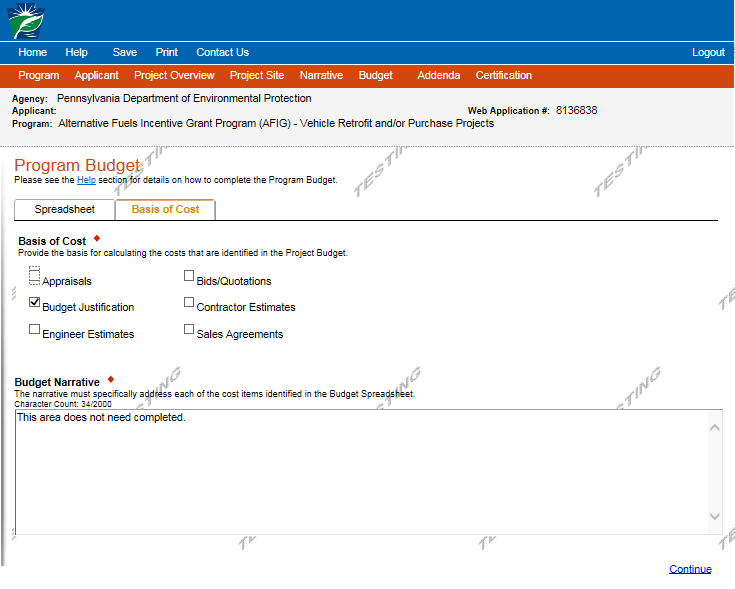 Home Help Save Print Contact Us Logout
Program Applicant Project Overview Project Site Narrative Budget Addenda Certification
Agency: Pennsylvania Department of Environmental Protection
Applicant: Web Application #: 8136838
Program: Alternative Fuels Incentive Grant Program (AFIG) - Vehicle Retrofit and/or Purchase Projects
TESTING TESTING TESTING
Program Budget
Please see the Help section for details on how to complete the Program Budget.
Spreadsheet Basis of Cost
Basis of Cost
Provide the basis for calculating the costs that are identified in the Project Budget.
Appraisals Bids/Quotations
Budget Justification Contractor Estimates
Engineer Estimates Sales Agreements
TESTING TESTING TESTING
Budget Narrative
The narrative must specifically address each of the cost items identified in the Budget Spreadsheet.
Character Count: 34/2000
This area does not need completed.
Continue